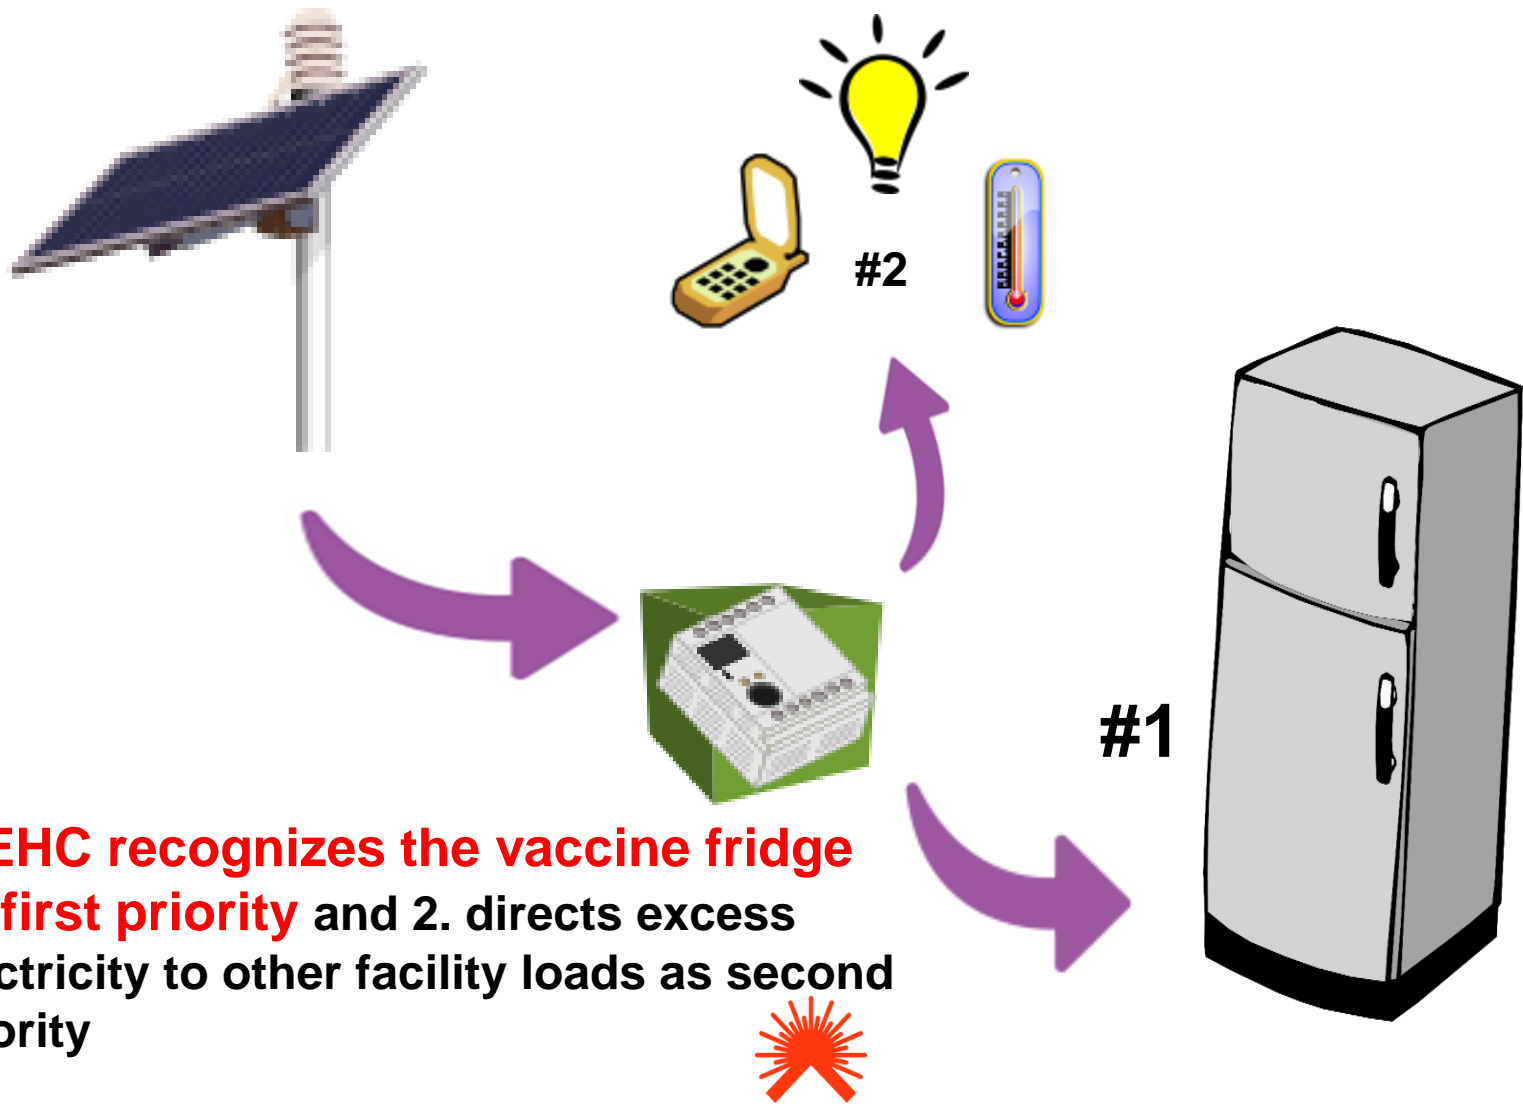 #2
#1
EHC recognizes the vaccine fridge
first priority and 2. directs excess
ctricity to other facility loads as second
ority